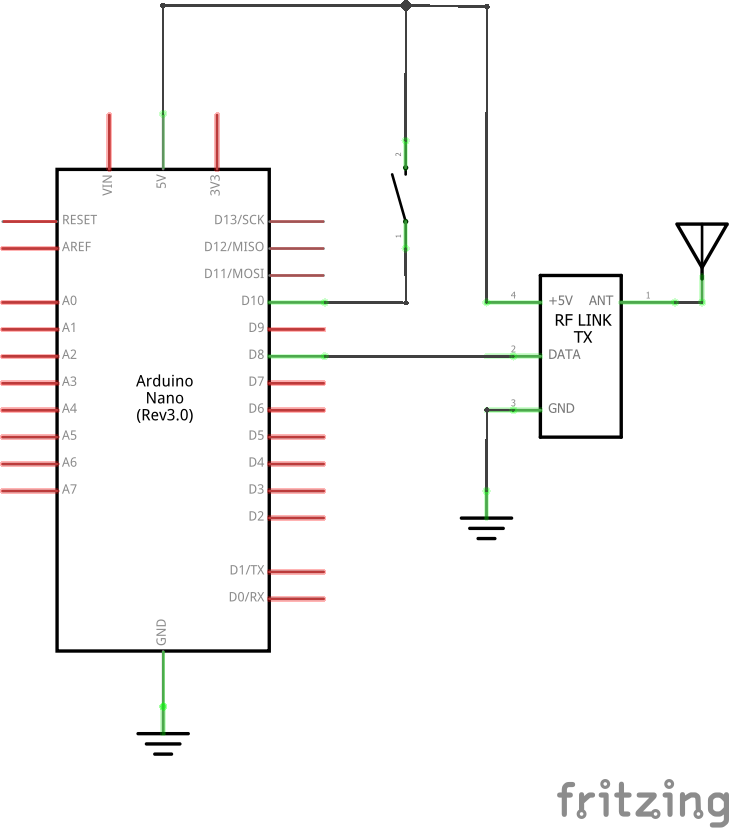 VIN
5V
3V3
RESET
AREF
A0
A1
A2
A3
A4
A5
A6
A7
Arduino
Nano
(Rev3.0)
D13/SCK
D12/MISO
D11/MOSI
D10
D9
D8
D7
D6
D5
D4
D3
D2
D1/TX
D0/RX
GND
2
1
4
2
3
+5V
ANT
RF LINK
TX
DATA
GND
1
fritzing